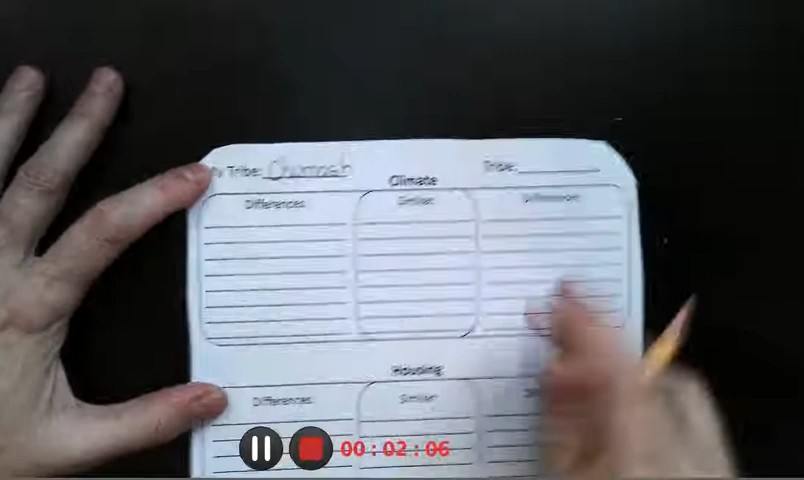 My Tribe: Chumash Tribe:
Climate
Differences Similar Differences
Housing
Differences Similar
00:02:06